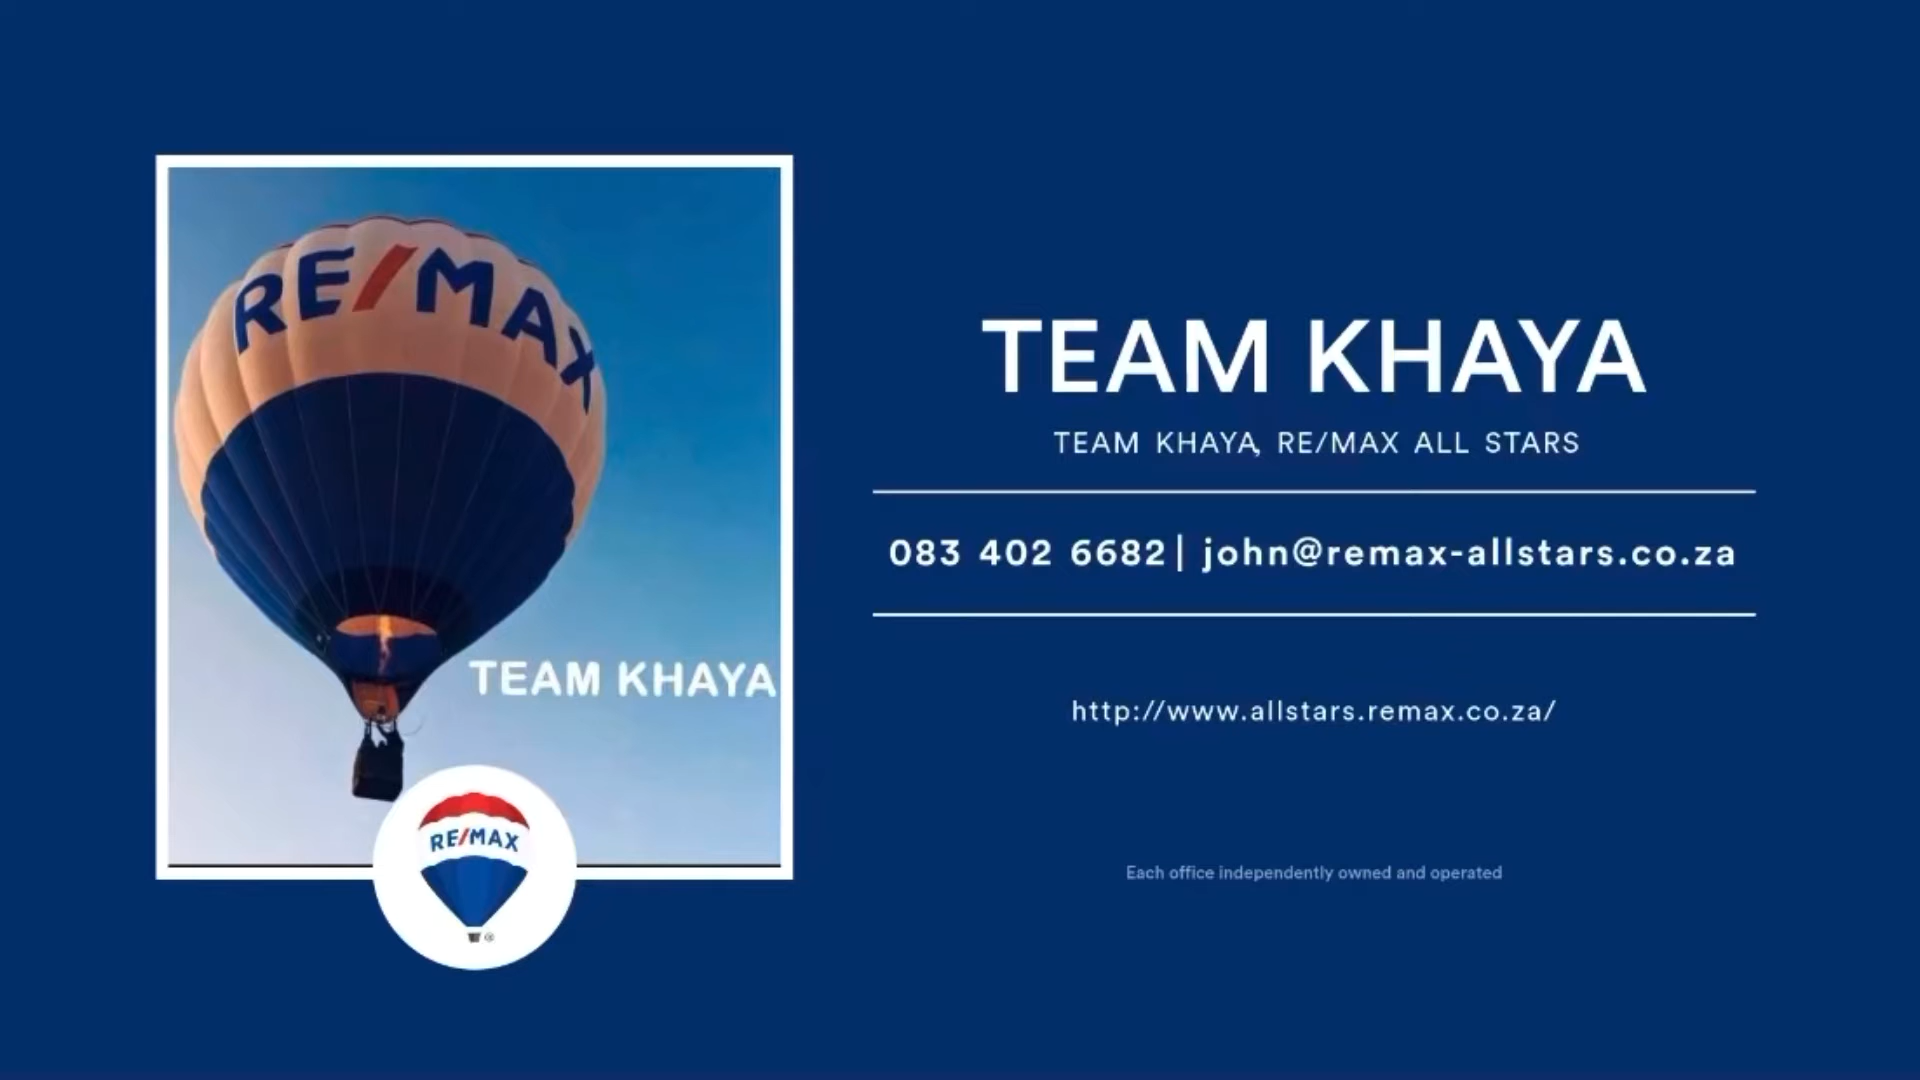 RE/MAX
TEAM KHAYA
RE/MAX
®
TEAM KHAYA
TEAM KHAYA, RE/MAX ALL STARS
083 402 6682| john@remax-allstars.co.za
http://www.allstars.remax.co.za/
Each office independently owned and operated